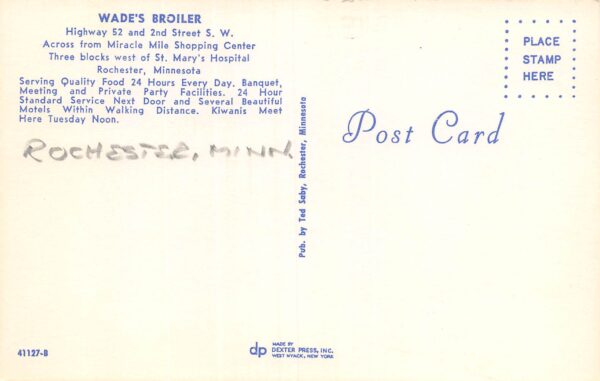 WADE'S BROILER
Highway 52 and 2nd Street S. W.
Across from Miracle Mile Shopping Center
Three blocks west of St. Mary's Hospital
Rochester, Minnesota
Serving Quality Food 24 Hours Every Day. Banquet,
Meeting and Private Party Facilities. 24 Hour
Standard Service Next Door and Several Beautiful
Motels Within Walking Distance. Kiwanis Meet
Here Tuesday Noon.
ROCHESTER, MINN.
41127-B
Pub. by Ted Saby, Rochester, Minnesota
dp MADE BY
DEXTER PRESS, INC.
WEST NYACK, NEW YORK
Post Card
PLACE
STAMP
HERE